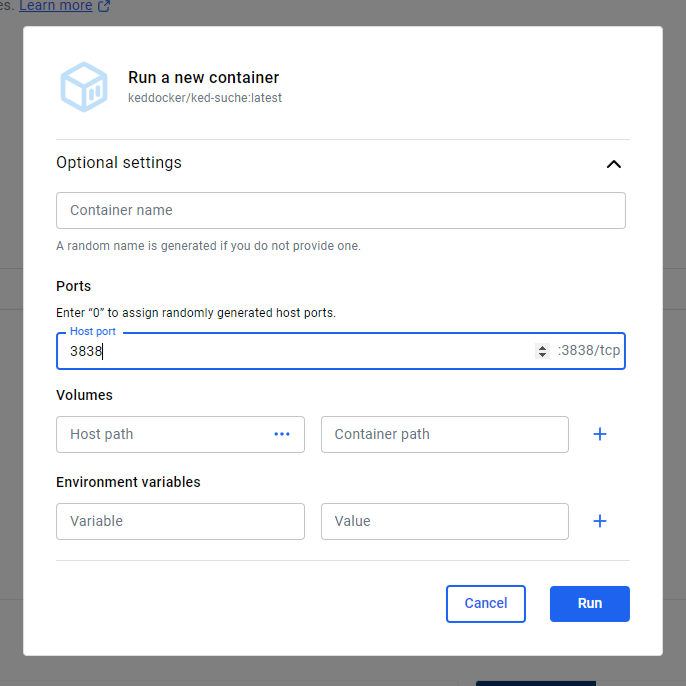 es. Learn more
Run a new container
keddocker/ked-suche:latest
Optional settings
Container name
A random name is generated if you do not provide one.
Ports
Enter “0” to assign randomly generated host ports.
Host port
3838 :3838/tcp
Volumes
Host path ••• Container path +
Environment variables
Variable Value +
Cancel Run